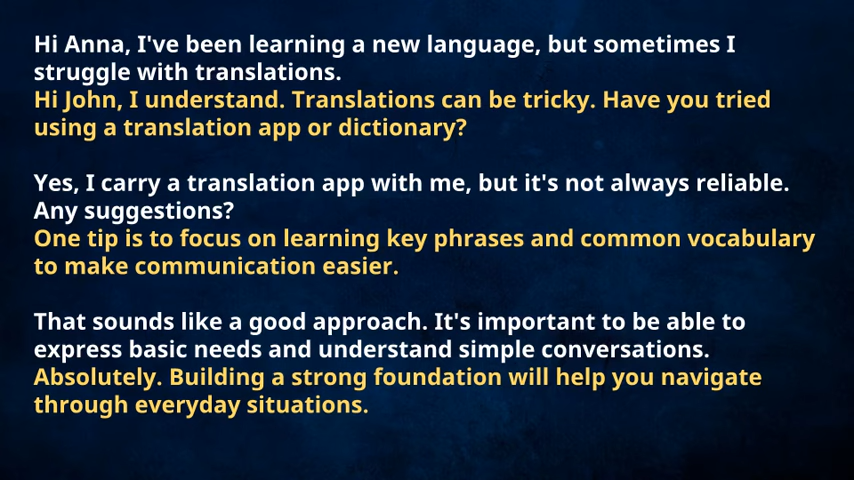 Hi Anna, I've been learning a new language, but sometimes I
struggle with translations.
Hi John, I understand. Translations can be tricky. Have you tried
using a translation app or dictionary?
Yes, I carry a translation app with me, but it's not always reliable.
Any suggestions?
One tip is to focus on learning key phrases and common vocabulary
to make communication easier.
That sounds like a good approach. It's important to be able to
express basic needs and understand simple conversations.
Absolutely. Building a strong foundation will help you navigate
through everyday situations.